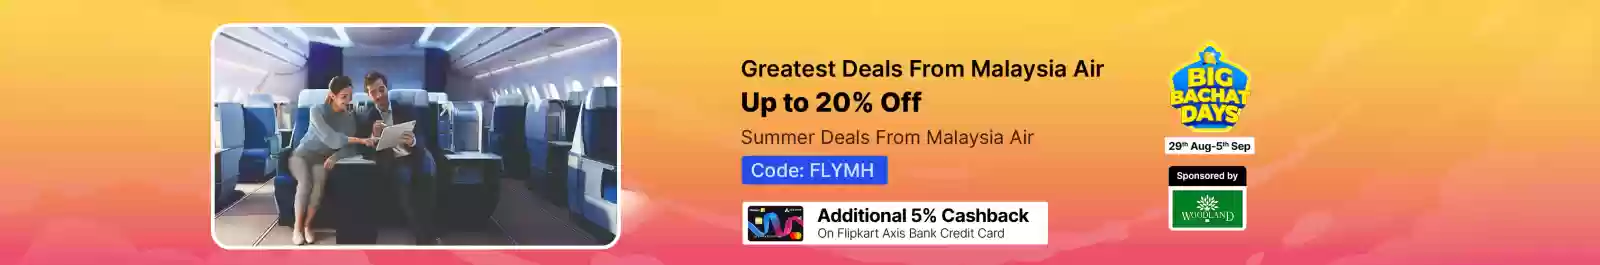 Greatest Deals From Malaysia Air
Up to 20% Off
Summer Deals From Malaysia Air
Code: FLYMH
Additional 5% Cashback
On Flipkart Axis Bank Credit Card
BIG
BACHAT
DAYS
29th Aug-5th Sep
Sponsored by
WOODLAND